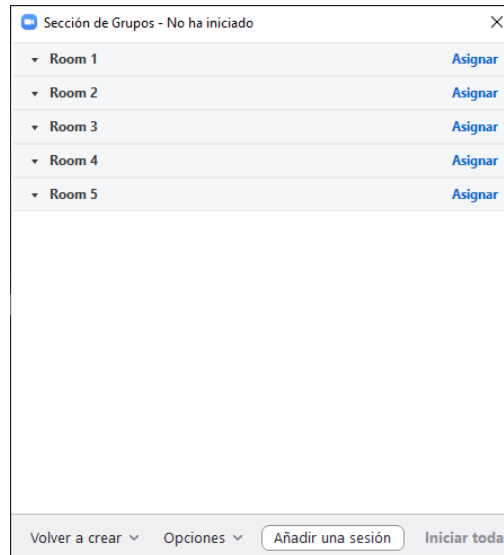 Sección de Grupos - No ha iniciado
Room 1 Asignar
Room 2 Asignar
Room 3 Asignar
Room 4 Asignar
Room 5 Asignar
Volver a crear Opciones Añadir una sesión Iniciar toda